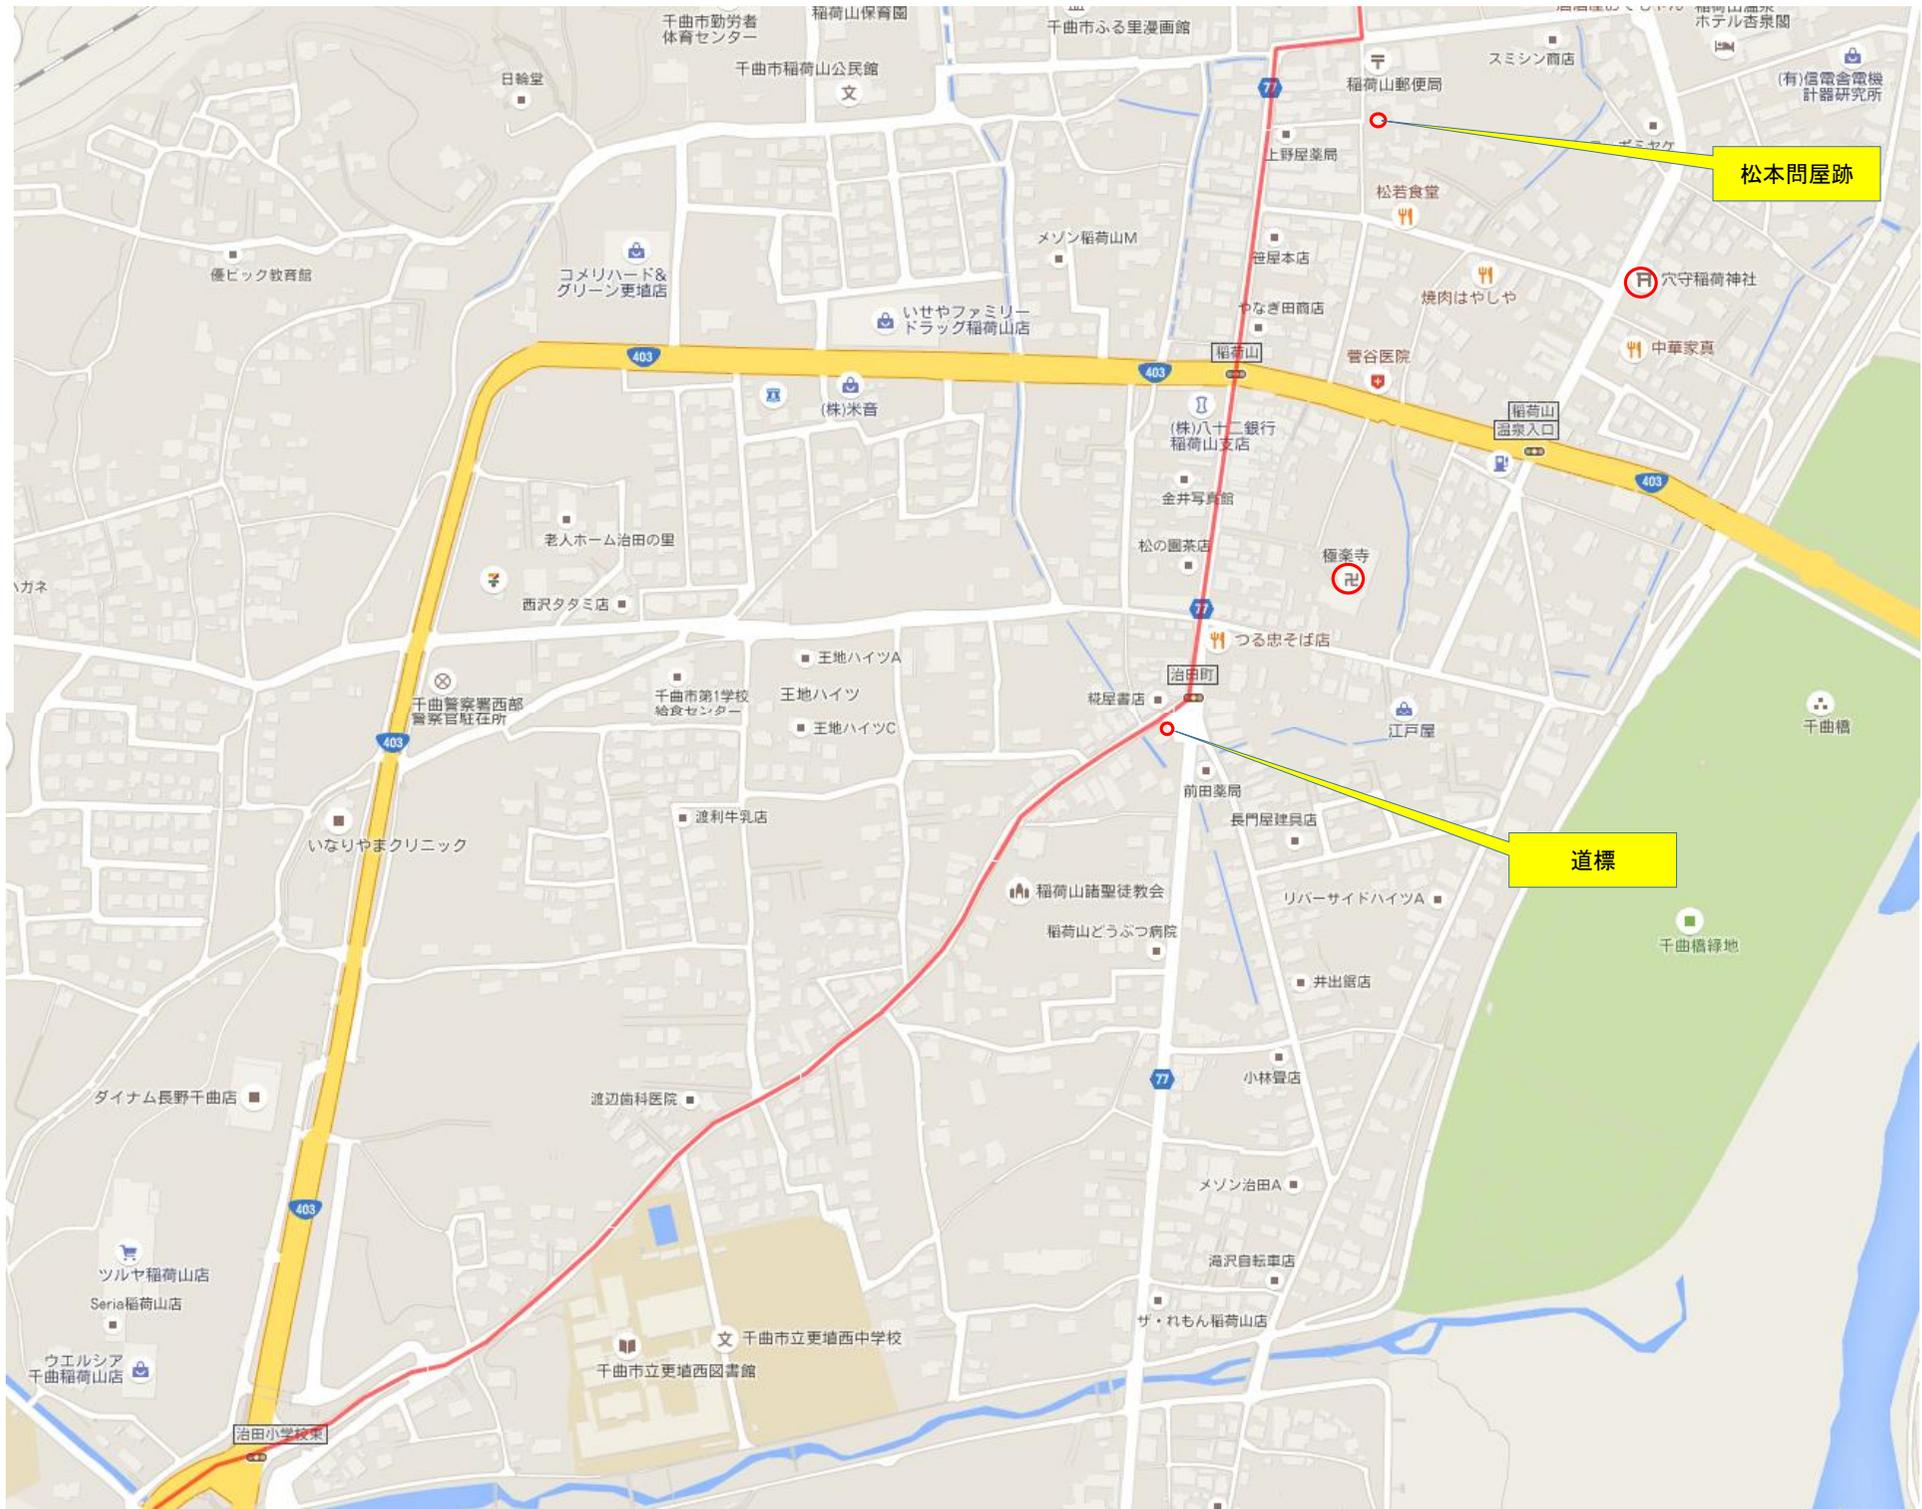 千曲市勤労者
体育センター
稲荷山保育園
千曲市ふる里漫画館
ホテル杏泉閣
日輪堂
千曲市稲荷山公民館
稲荷山郵便局
スミシン商店
(有)信電舎電機
計器研究所
77
上野屋薬局
松本問屋跡
松若食堂
メゾン稲荷山M
笹屋本店
優ビック教育館
コメリハード&
グリーン更埴店
焼肉はやしや
穴守稲荷神社
いせやファミリー
ドラッグ稲荷山店
やなぎ田商店
403
稲荷山
403
菅谷医院
中華家真
(株)米音
(株)八十二銀行
稲荷山支店
稲荷山
温泉入口
403
金井写真館
老人ホーム治田の里
松の園茶店
極楽寺
ハガネ
西沢タタミ店
77
つる忠そば店
王地ハイツA
治田町
千曲警察署西部
警察官駐在所
千曲市第1学校
給食センター
王地ハイツ
糀屋書店
王地ハイツC
江戸屋
千曲橋
403
前田薬局
渡利牛乳店
長門屋建具店
いなりやまクリニック
道標
稲荷山諸聖徒教会
リバーサイドハイツA
稲荷山どうぶつ病院
千曲橋緑地
井出鋸店
77
小林畳店
ダイナム長野千曲店
渡辺歯科医院
メゾン治田A
403
滝沢自転車店
ツルヤ稲荷山店
Seria稲荷山店
ザ・れもん稲荷山店
千曲市立更埴西中学校
ウエルシア
千曲稲荷山店
千曲市立更埴西図書館
治田小学校東